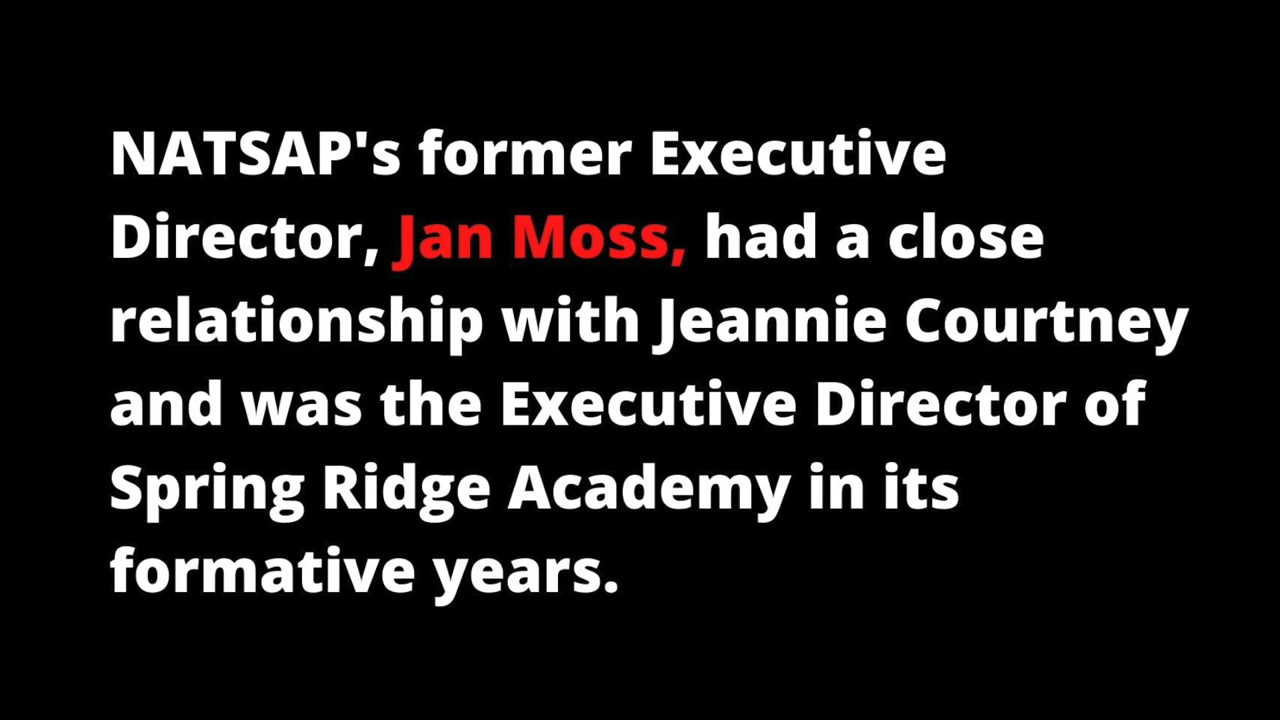 NATSAP's former Executive
Director, Jan Moss, had a close
relationship with Jeannie Courtney
and was the Executive Director of
Spring Ridge Academy in its
formative years.